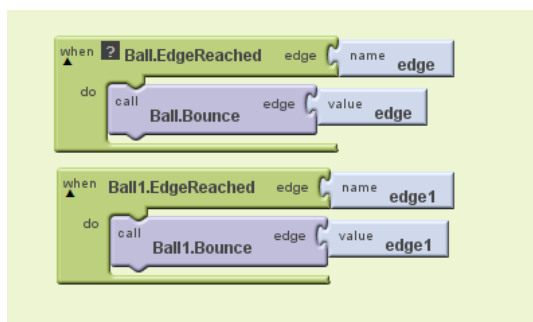 when ? Ball.EdgeReached edge name edge
do call Ball.Bounce edge value edge
when Ball1.EdgeReached edge name edge1
do call Ball1.Bounce edge value edge1